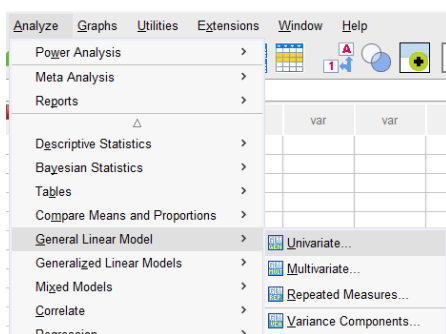 Analyze Graphs Utilities Extensions Window Help
Power Analysis
Meta Analysis
Reports
var var
Descriptive Statistics
Bayesian Statistics
Tables
Compare Means and Proportions
General Linear Model
Univariate...
Generalized Linear Models
Multivariate...
Mixed Models
Repeated Measures...
Correlate
Variance Components...
Regression